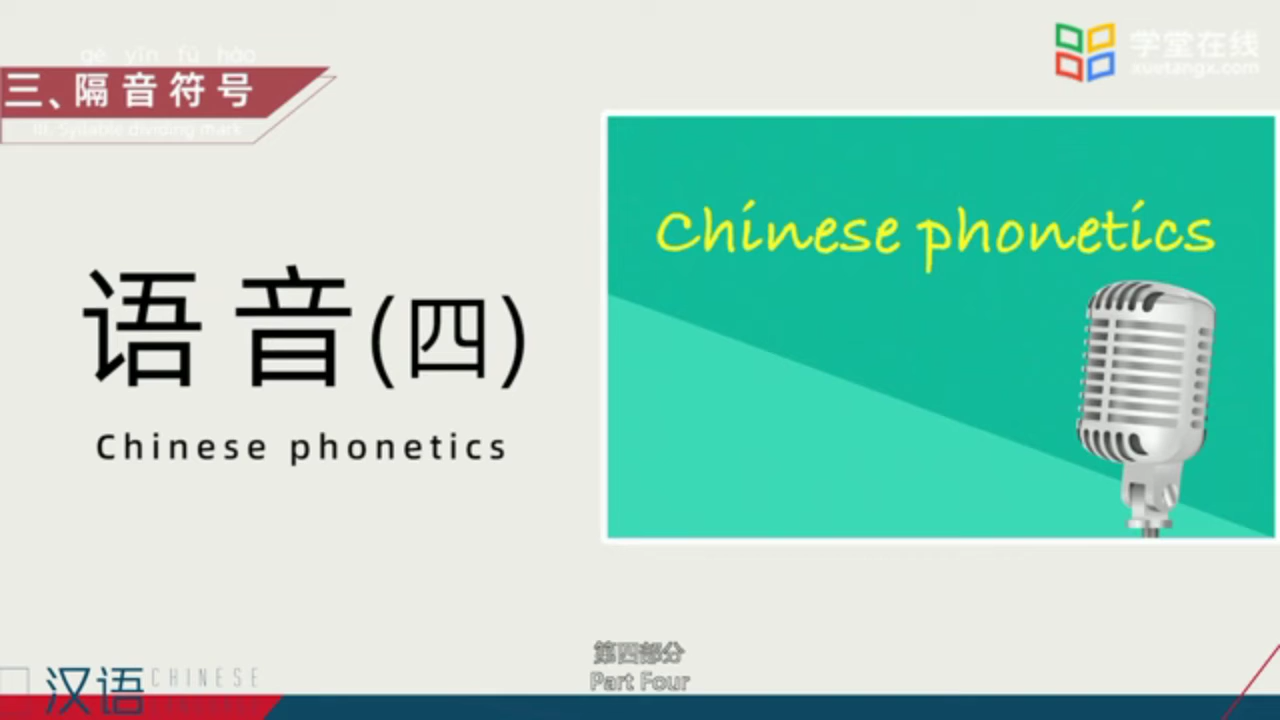 gé yīn fú hào
三、隔音符号
III. Syllable dividing mark
学堂在线
xuetangx.com
Chinese phonetics
语音(四)
Chinese phonetics
第四部分
Part Four
汉语
CHINESE